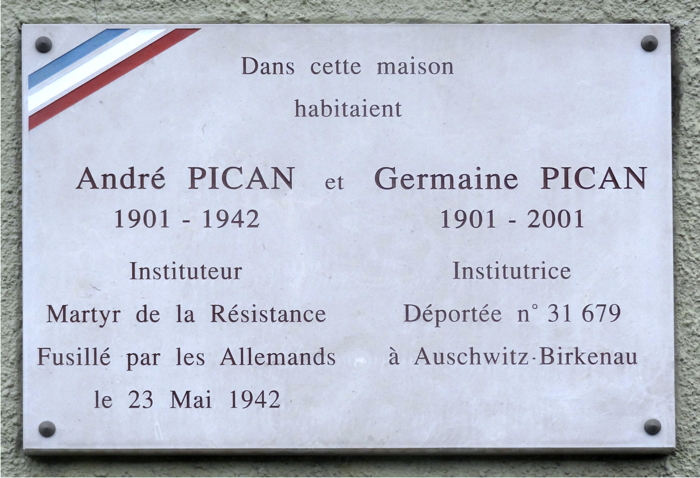 Dans cette maison
habitaient
André PICAN et Germaine PICAN
1901 - 1942 1901 - 2001
Instituteur Institutrice
Martyr de la Résistance Déportée n° 31 679
Fusillé par les Allemands à Auschwitz-Birkenau
le 23 Mai 1942